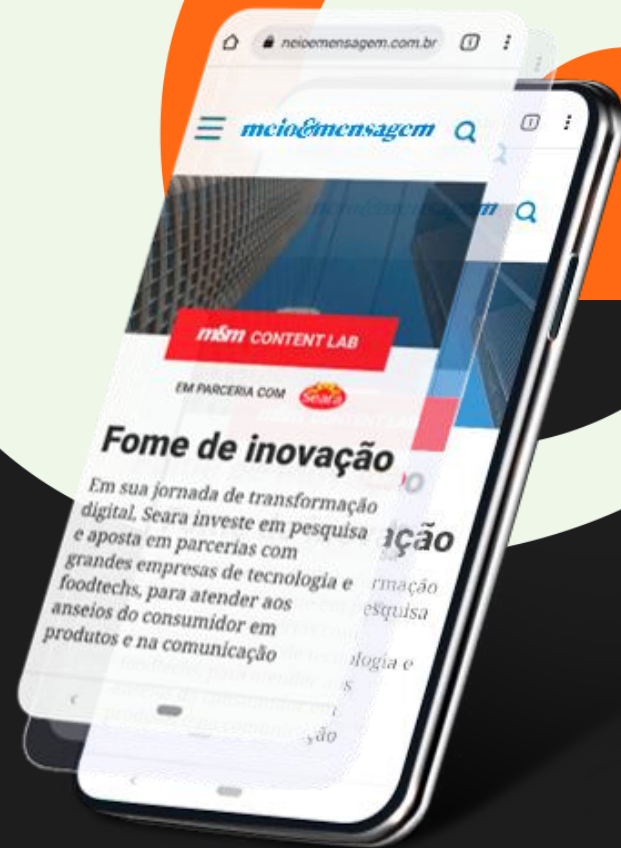 neioemensagem.com.br
meio&mensagem
m&m CONTENT LAB
EM PARCERIA COM Seara
Fome de inovação
Em sua jornada de transformação
digital, Seara investe em pesquisa
e aposta em parcerias com
grandes empresas de tecnologia e
foodtechs, para atender aos
anseios do consumidor em
produtos e na comunicação